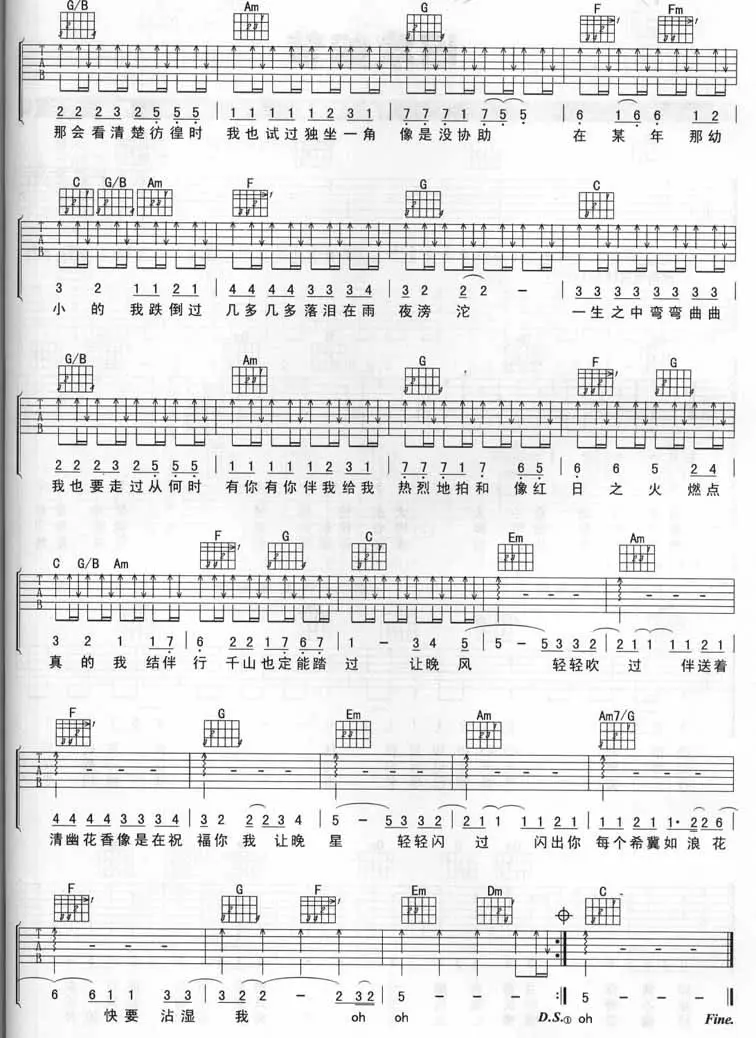 G/B Am G F Fm
T A B
2 2 2 3 2 5 5 5 | 1 1 1 1 1 2 3 1 | 7 7 7 1 7 5 5 | 6 1 6 6 1 2
那会看清楚彷徨时 我也试过独坐一角 像是没协助 在 某 年 那幼
C G/B Am F G C
T A B
3 2 1 1 2 1 | 4 4 4 4 3 3 3 4 | 3 2 2 2 - | 3 3 3 3 3 3 3 3
小 的 我跌倒过 几多几多落泪在雨 夜滂 沱 一生之中弯弯曲曲
G/B Am G F G
T A B
2 2 2 3 2 5 5 5 | 1 1 1 1 1 2 3 1 | 7 7 7 1 7 6 5 | 6 6 5 2 4
我也要走过从何时 有你有你伴我给我 热烈地拍和 像红 日 之 火 燃点
C G/B Am F G C Em Am
T A B
3 2 1 1 7 | 6 2 2 1 7 6 7 | 1 - 3 4 5 | 5 - 5 3 3 2 | 2 1 1 1 1 2 1
真 的 我 结伴 行 千山也定能踏 过 让晚 风 轻轻吹 过 伴送着
F G Em Am Am7/G
T A B
4 4 4 4 3 3 3 4 | 3 2 2 2 3 4 | 5 - 5 3 3 2 | 2 1 1 1 1 2 1 | 1 1 2 1 1· 2 2 2 6
清幽花香像是在祝 福你 我 让晚 星 轻轻闪 过 闪出你 每个希冀如 浪花
F G F Em Dm C
T A B
6 6 1 1 3 3 | 3 2 2 - 2 3 2 | 5 - - - :‖ 5 - - -
快要 沾湿 我 oh oh D.S.① oh Fine.